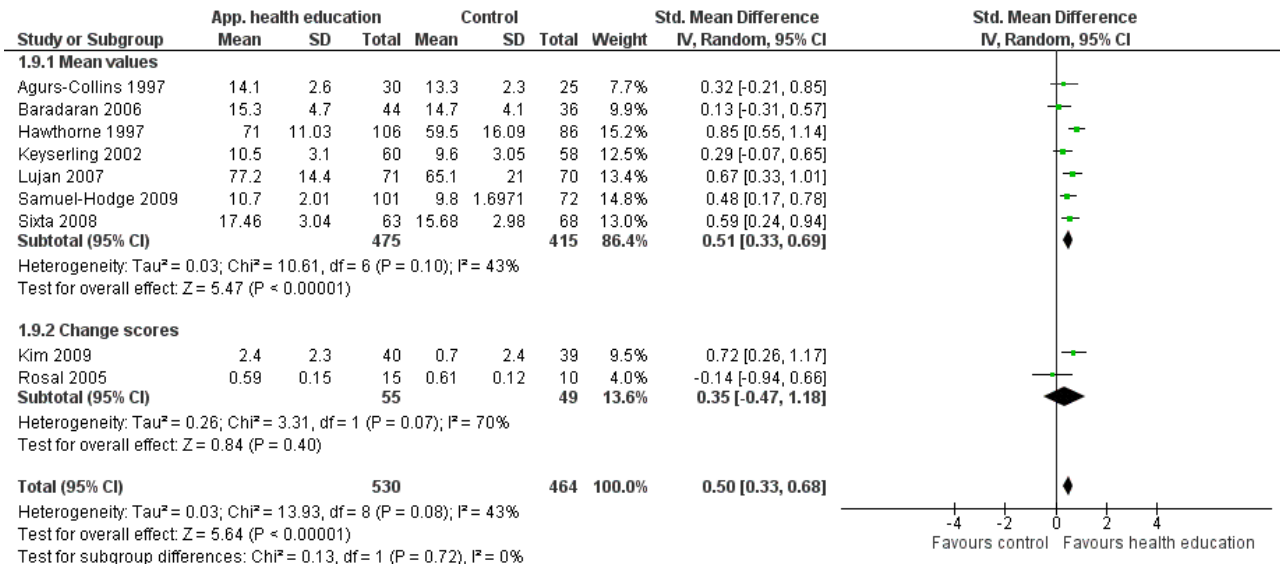 App. health education Control Std. Mean Difference Std. Mean Difference
Study or Subgroup Mean SD Total Mean SD Total Weight IV, Random, 95% CI IV, Random, 95% CI
1.9.1 Mean values
Agurs-Collins 1997 14.1 2.6 30 13.3 2.3 25 7.7% 0.32 [-0.21, 0.85]
Baradaran 2006 15.3 4.7 44 14.7 4.1 36 9.9% 0.13 [-0.31, 0.57]
Hawthorne 1997 71 11.03 106 59.5 16.09 86 15.2% 0.85 [0.55, 1.14]
Keyserling 2002 10.5 3.1 60 9.6 3.05 58 12.5% 0.29 [-0.07, 0.65]
Lujan 2007 77.2 14.4 71 65.1 21 70 13.4% 0.67 [0.33, 1.01]
Samuel-Hodge 2009 10.7 2.01 101 9.8 1.6971 72 14.8% 0.48 [0.17, 0.78]
Sixta 2008 17.46 3.04 63 15.68 2.98 68 13.0% 0.59 [0.24, 0.94]
Subtotal (95% CI) 475 415 86.4% 0.51 [0.33, 0.69]
Heterogeneity: Tau² = 0.03; Chi² = 10.61, df = 6 (P = 0.10); I² = 43%
Test for overall effect: Z = 5.47 (P < 0.00001)
1.9.2 Change scores
Kim 2009 2.4 2.3 40 0.7 2.4 39 9.5% 0.72 [0.26, 1.17]
Rosal 2005 0.59 0.15 15 0.61 0.12 10 4.0% -0.14 [-0.94, 0.66]
Subtotal (95% CI) 55 49 13.6% 0.35 [-0.47, 1.18]
Heterogeneity: Tau² = 0.26; Chi² = 3.31, df = 1 (P = 0.07); I² = 70%
Test for overall effect: Z = 0.84 (P = 0.40)
Total (95% CI) 530 464 100.0% 0.50 [0.33, 0.68]
Heterogeneity: Tau² = 0.03; Chi² = 13.93, df = 8 (P = 0.08); I² = 43%
Test for overall effect: Z = 5.64 (P < 0.00001)
Test for subgroup differences: Chi² = 0.13, df = 1 (P = 0.72), I² = 0%
-4 -2 0 2 4
Favours control Favours health education